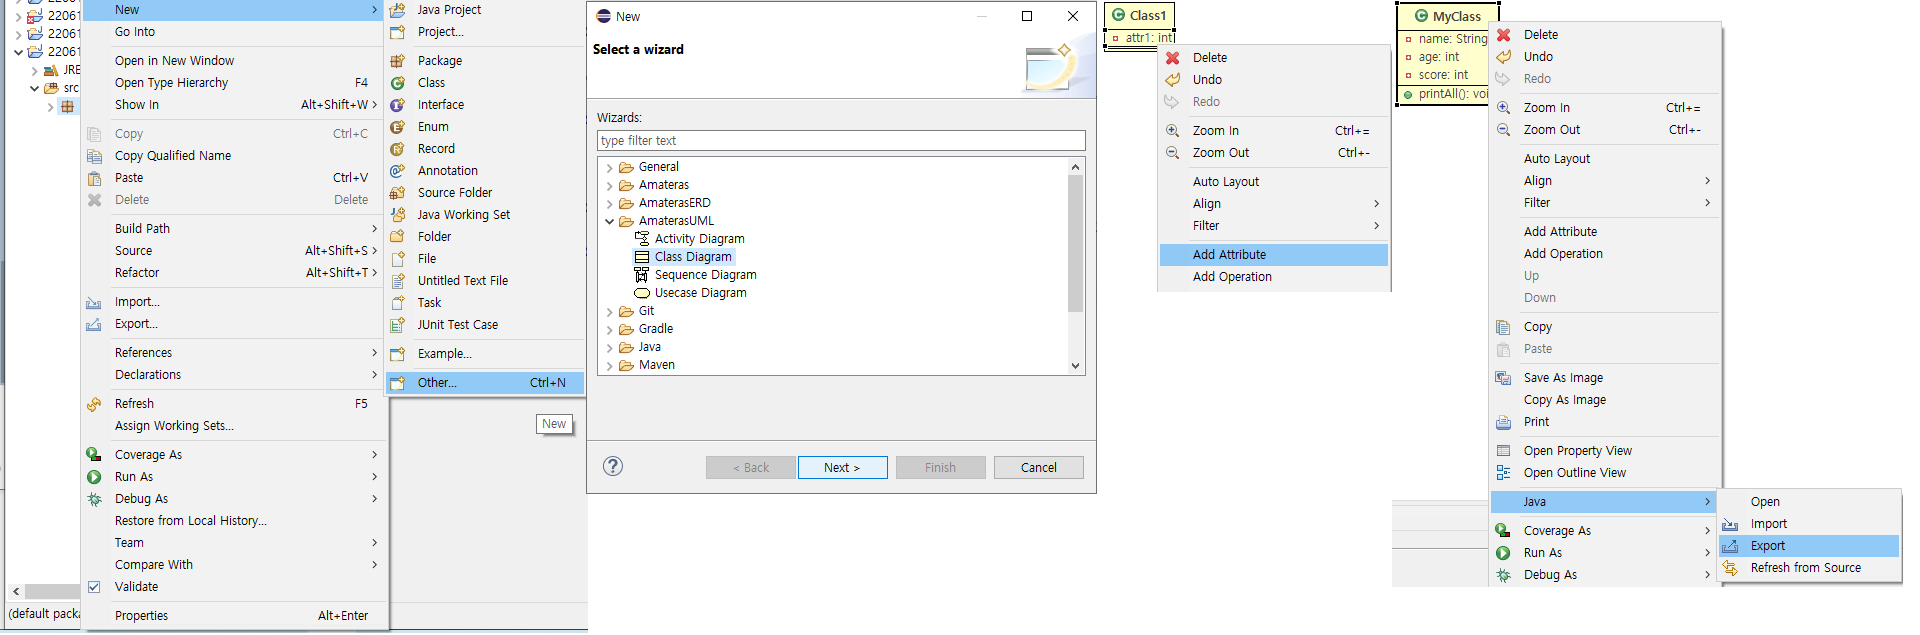 22061
22061
22061
JRE
src
(default packa
New
Go Into
Open in New Window
Open Type Hierarchy F4
Show In Alt+Shift+W >
Copy Ctrl+C
Copy Qualified Name
Paste Ctrl+V
Delete Delete
Build Path
Source Alt+Shift+S >
Refactor Alt+Shift+T >
Import...
Export...
References
Declarations
Refresh F5
Assign Working Sets...
Coverage As
Run As
Debug As
Restore from Local History...
Team
Compare With
Validate
Properties Alt+Enter
Java Project
Project...
Package
Class
Interface
Enum
Record
Annotation
Source Folder
Java Working Set
Folder
File
Untitled Text File
Task
JUnit Test Case
Example...
Other... Ctrl+N
New
New
Select a wizard
Wizards:
type filter text
General
Amateras
AmaterasERD
AmaterasUML
Activity Diagram
Class Diagram
Sequence Diagram
Usecase Diagram
Git
Gradle
Java
Maven
< Back Next > Finish Cancel
Class1
attr1: int
Delete
Undo
Redo
Zoom In Ctrl+=
Zoom Out Ctrl+-
Auto Layout
Align
Filter
Add Attribute
Add Operation
MyClass
name: String
age: int
score: int
printAll(): voi
Delete
Undo
Redo
Zoom In Ctrl+=
Zoom Out Ctrl+-
Auto Layout
Align
Filter
Add Attribute
Add Operation
Up
Down
Copy
Paste
Save As Image
Copy As Image
Print
Open Property View
Open Outline View
Java
Coverage As
Run As
Debug As
Open
Import
Export
Refresh from Source